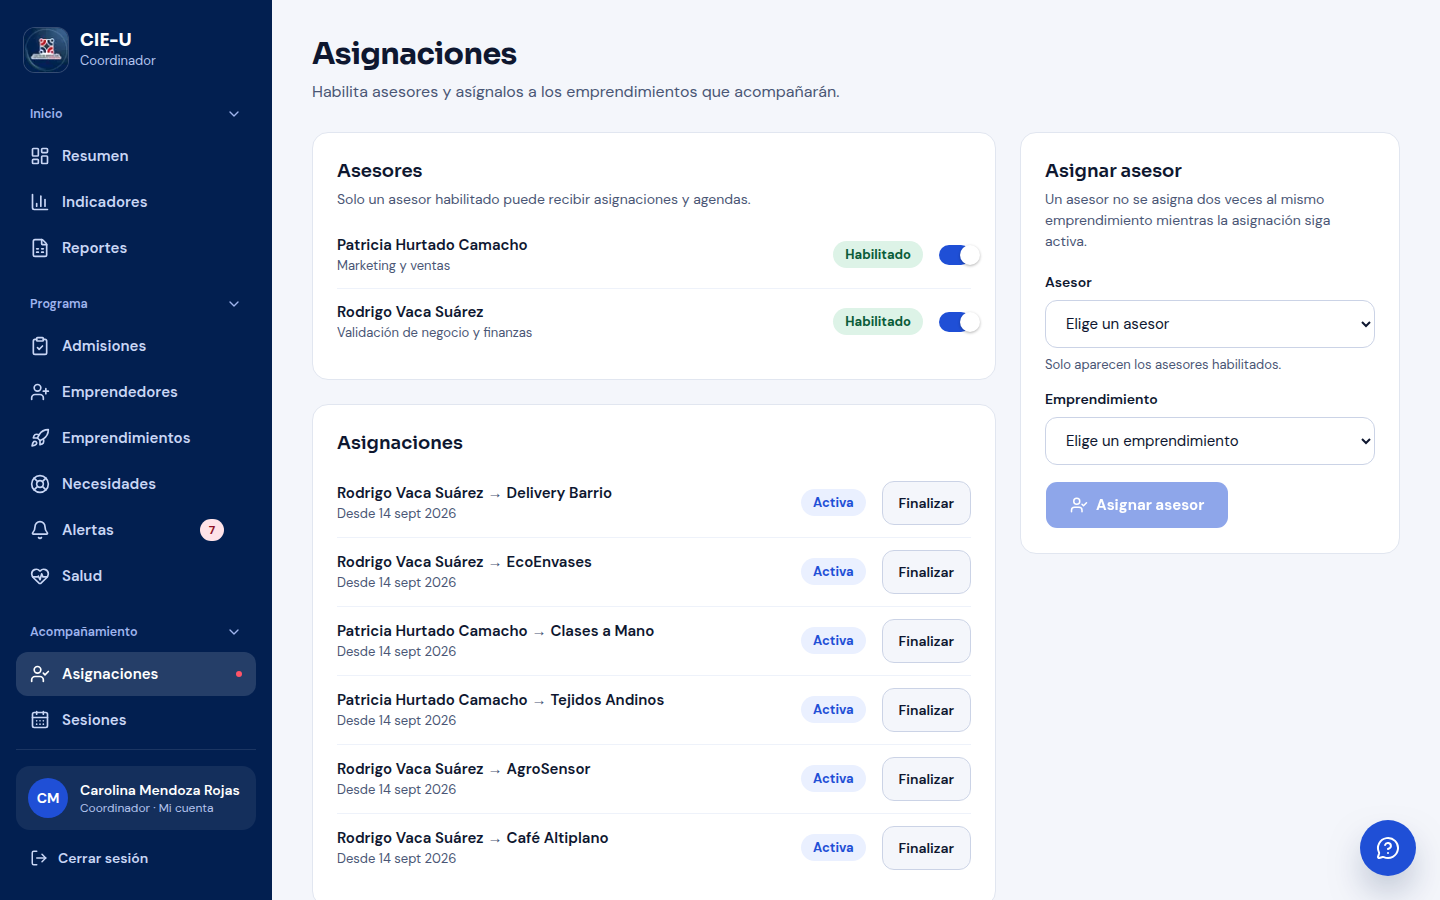 CIE-U
Coordinador
Inicio
Resumen
Indicadores
Reportes
Programa
Admisiones
Emprendedores
Emprendimientos
Necesidades
Alertas 7
Salud
Acompañamiento
Asignaciones
Sesiones
CM
Carolina Mendoza Rojas
Coordinador · Mi cuenta
Cerrar sesión
Asignaciones
Habilita asesores y asígnalos a los emprendimientos que acompañarán.
Asesores
Solo un asesor habilitado puede recibir asignaciones y agendas.
Patricia Hurtado Camacho
Marketing y ventas
Habilitado
Rodrigo Vaca Suárez
Validación de negocio y finanzas
Habilitado
Asignaciones
Rodrigo Vaca Suárez → Delivery Barrio
Desde 14 sept 2026
Activa
Finalizar
Rodrigo Vaca Suárez → EcoEnvases
Desde 14 sept 2026
Activa
Finalizar
Patricia Hurtado Camacho → Clases a Mano
Desde 14 sept 2026
Activa
Finalizar
Patricia Hurtado Camacho → Tejidos Andinos
Desde 14 sept 2026
Activa
Finalizar
Rodrigo Vaca Suárez → AgroSensor
Desde 14 sept 2026
Activa
Finalizar
Rodrigo Vaca Suárez → Café Altiplano
Desde 14 sept 2026
Activa
Finalizar
Asignar asesor
Un asesor no se asigna dos veces al mismo
emprendimiento mientras la asignación siga
activa.
Asesor
Elige un asesor
Solo aparecen los asesores habilitados.
Emprendimiento
Elige un emprendimiento
Asignar asesor